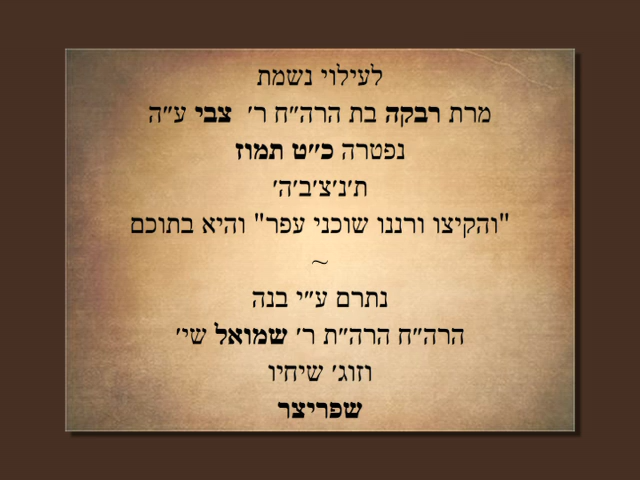 לעילוי נשמת
מרת רבקה בת הרה״ח ר׳ צבי ע״ה
נפטרה כ״ט תמוז
ת׳נ׳צ׳ב׳ה׳
"והקיצו ורננו שוכני עפר" והיא בתוכם
~
נתרם ע״י בנה
הרה״ח הרה״ת ר׳ שמואל שי׳
וזוג׳ שיחיו
שפריצר